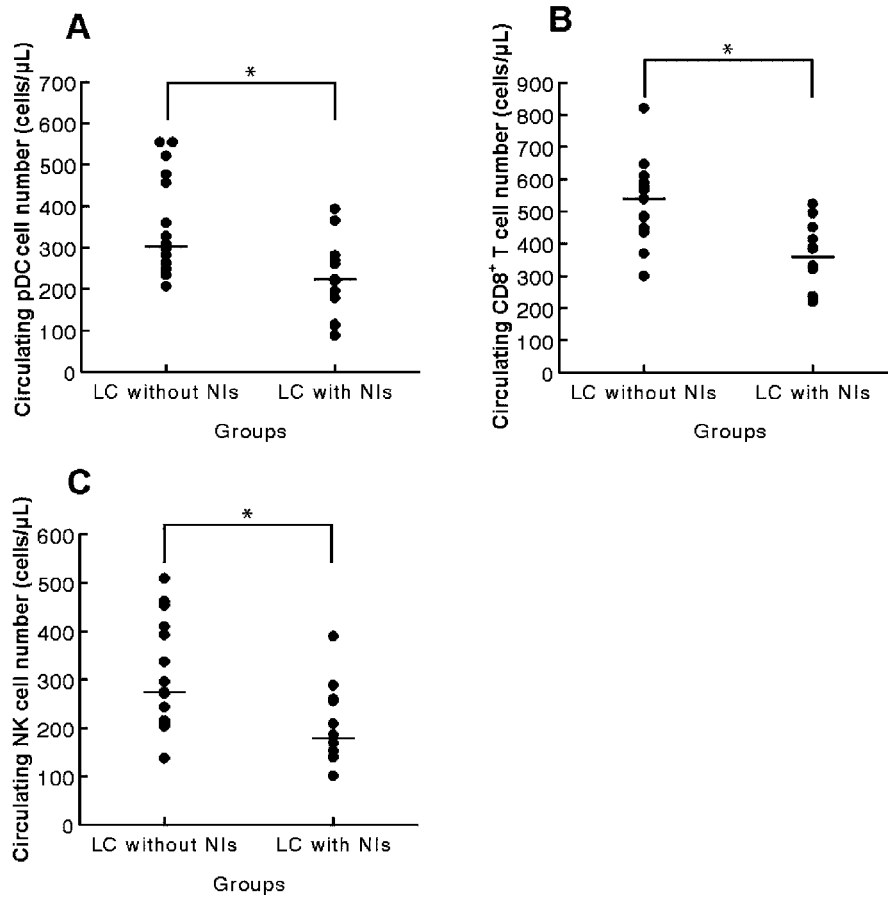 A
*
Circulating pDC cell number (cells/µL)
700
600
500
400
300
200
100
0
LC without NIs
LC with NIs
Groups
B
*
Circulating CD8⁺ T cell number (cells/µL)
900
800
700
600
500
400
300
200
100
0
LC without NIs
LC with NIs
Groups
C
*
Circulating NK cell number (cells/µL)
600
500
400
300
200
100
0
LC without NIs
LC with NIs
Groups